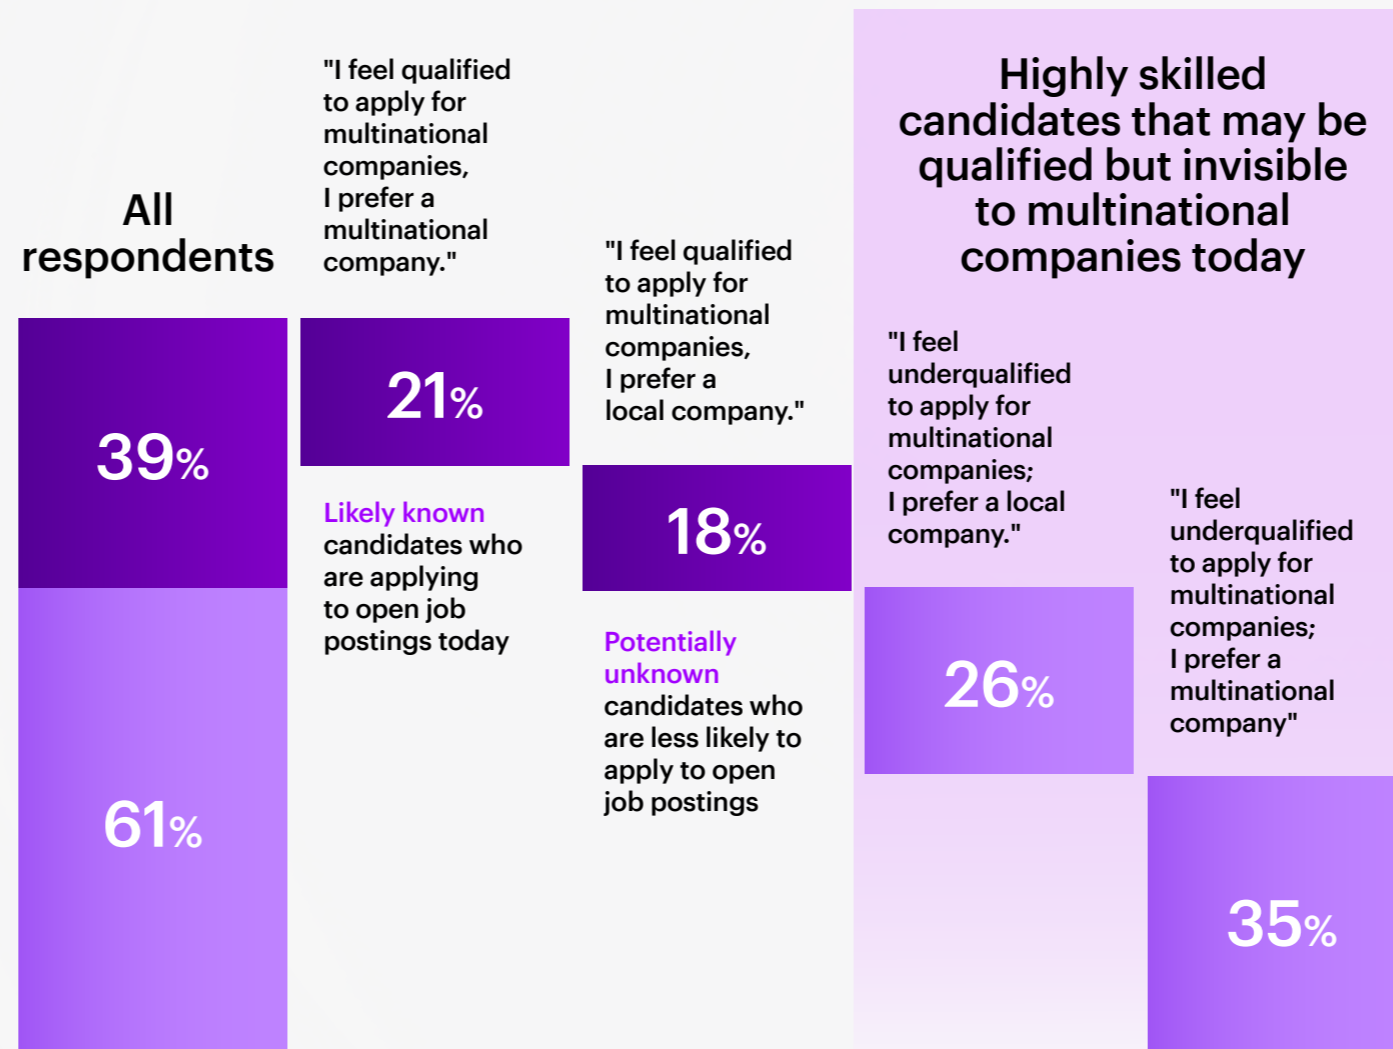 All
respondents
39%
61%
"I feel qualified
to apply for
multinational
companies,
I prefer a
multinational
company."
21%
Likely known
candidates who
are applying
to open job
postings today
"I feel qualified
to apply for
multinational
companies,
I prefer a
local company."
18%
Potentially
unknown
candidates who
are less likely to
apply to open
job postings
Highly skilled
candidates that may be
qualified but invisible
to multinational
companies today
"I feel
underqualified
to apply for
multinational
companies;
I prefer a local
company."
26%
"I feel
underqualified
to apply for
multinational
companies;
I prefer a
multinational
company"
35%